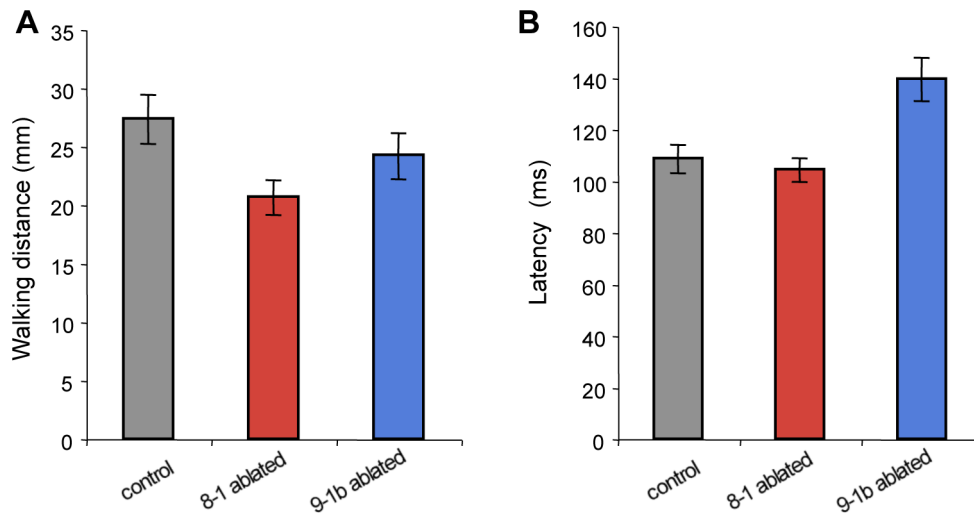 A
Walking distance (mm)
35
30
25
20
15
10
5
0
control
8-1 ablated
9-1b ablated
B
Latency (ms)
160
140
120
100
80
60
40
20
0
control
8-1 ablated
9-1b ablated